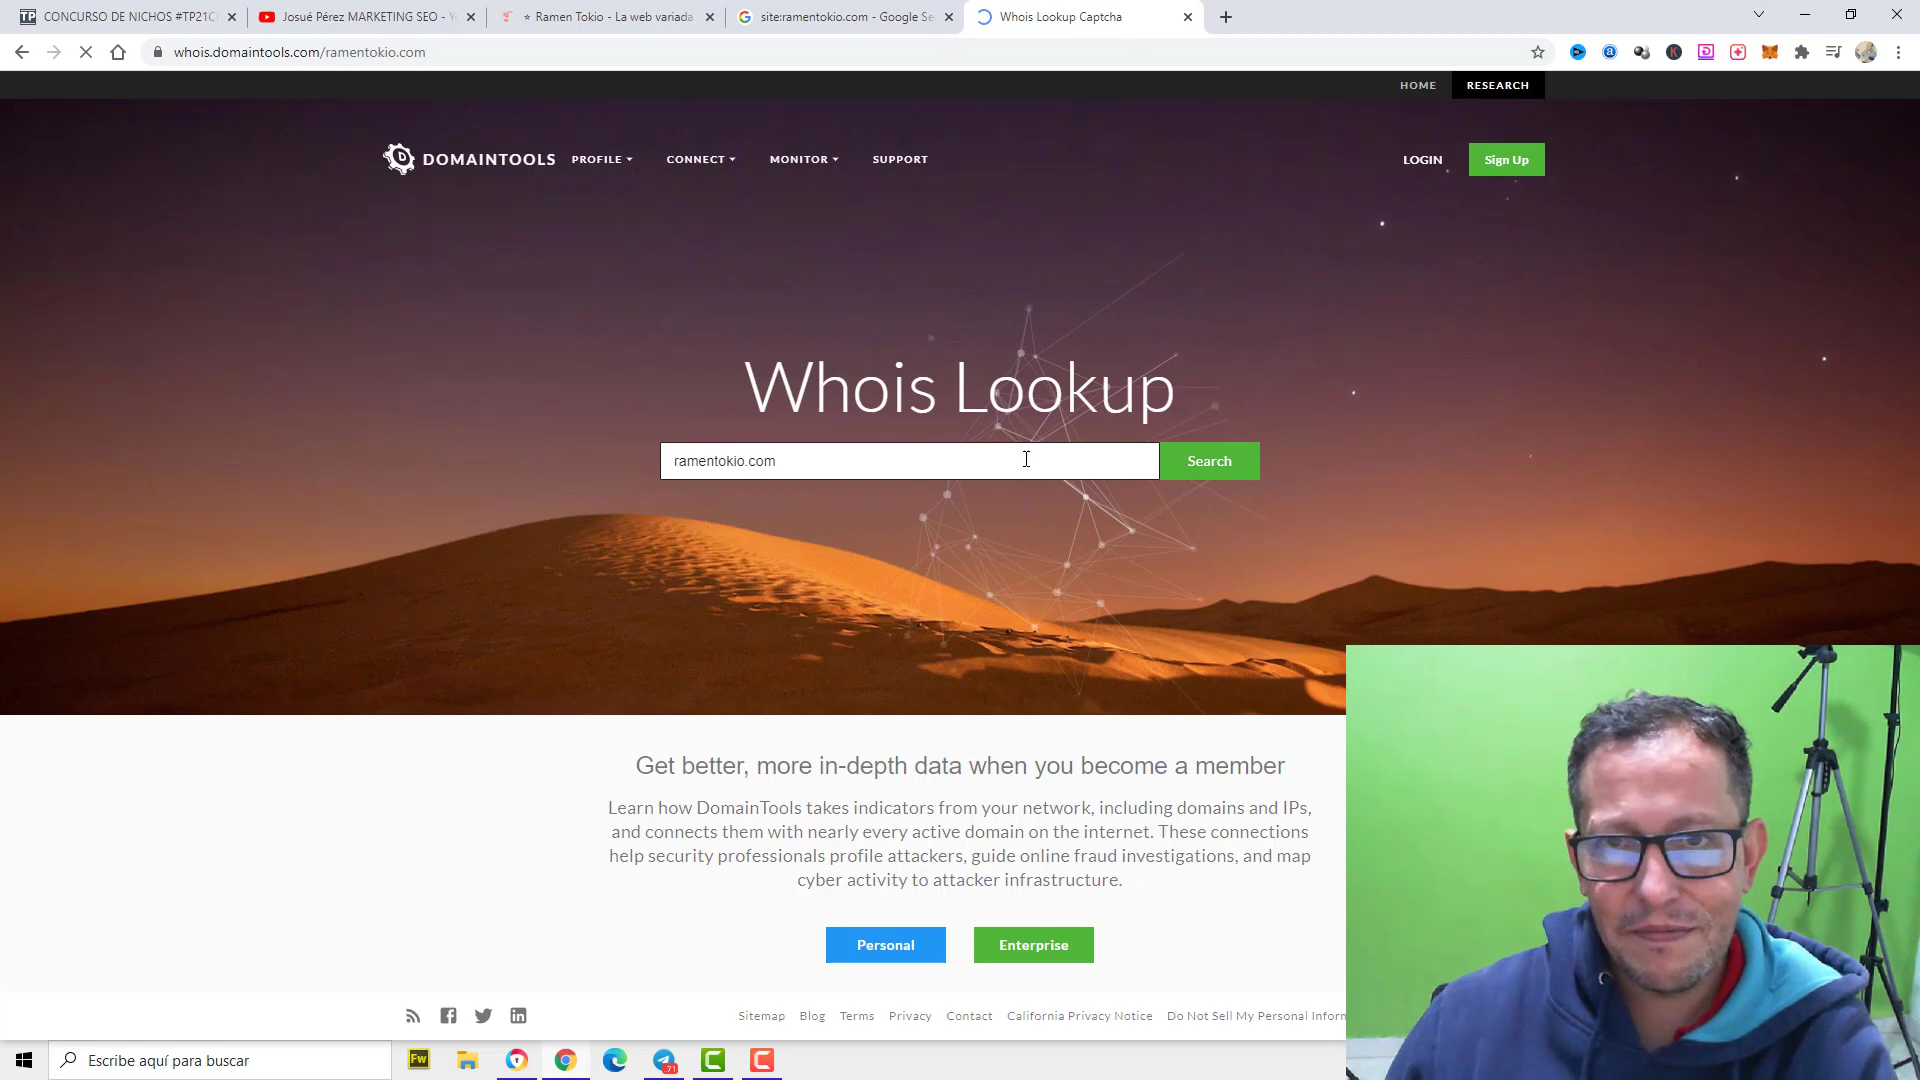 CONCURSO DE NICHOS #TP21C
Josué Pérez MARKETING SEO - Yo
⭐ Ramen Tokio - La web variada
site:ramentokio.com - Google Se
Whois Lookup Captcha
whois.domaintools.com/ramentokio.com
HOME
RESEARCH
DOMAINTOOLS
PROFILE
CONNECT
MONITOR
SUPPORT
LOGIN
Sign Up
Whois Lookup
ramentokio.com
Search
Get better, more in-depth data when you become a member
Learn how DomainTools takes indicators from your network, including domains and IPs,
and connects them with nearly every active domain on the internet. These connections
help security professionals profile attackers, guide online fraud investigations, and map
cyber activity to attacker infrastructure.
Personal
Enterprise
Sitemap Blog Terms Privacy Contact California Privacy Notice Do Not Sell My Personal Inform
Escribe aquí para buscar
Fw
71